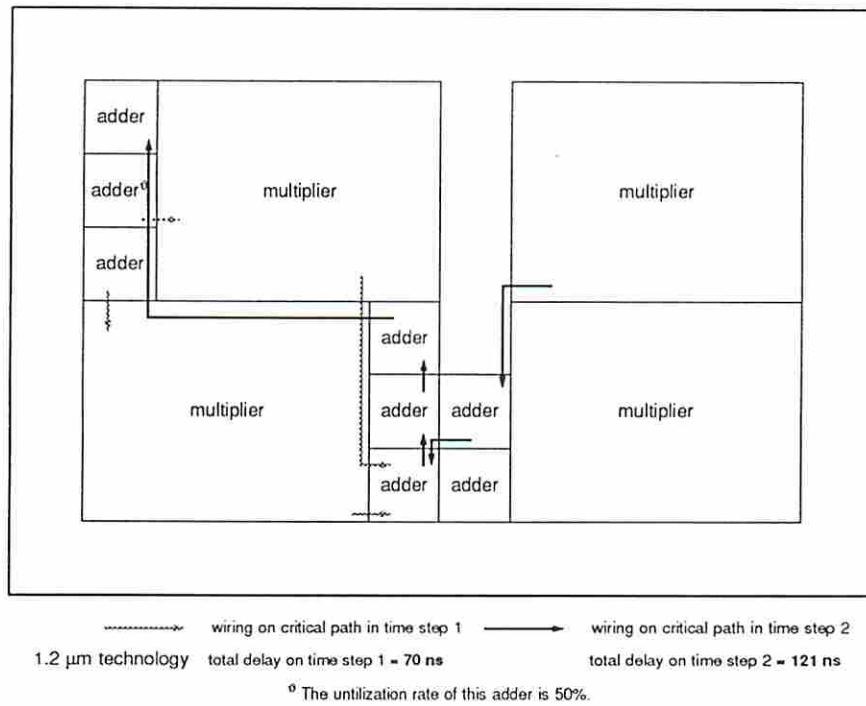 adder
adderϑ multiplier multiplier
adder
adder
multiplier adder adder multiplier
adder adder
wiring on critical path in time step 1 wiring on critical path in time step 2
1.2 μm technology total delay on time step 1 = 70 ns total delay on time step 2 = 121 ns
ϑ The untilization rate of this adder is 50%.